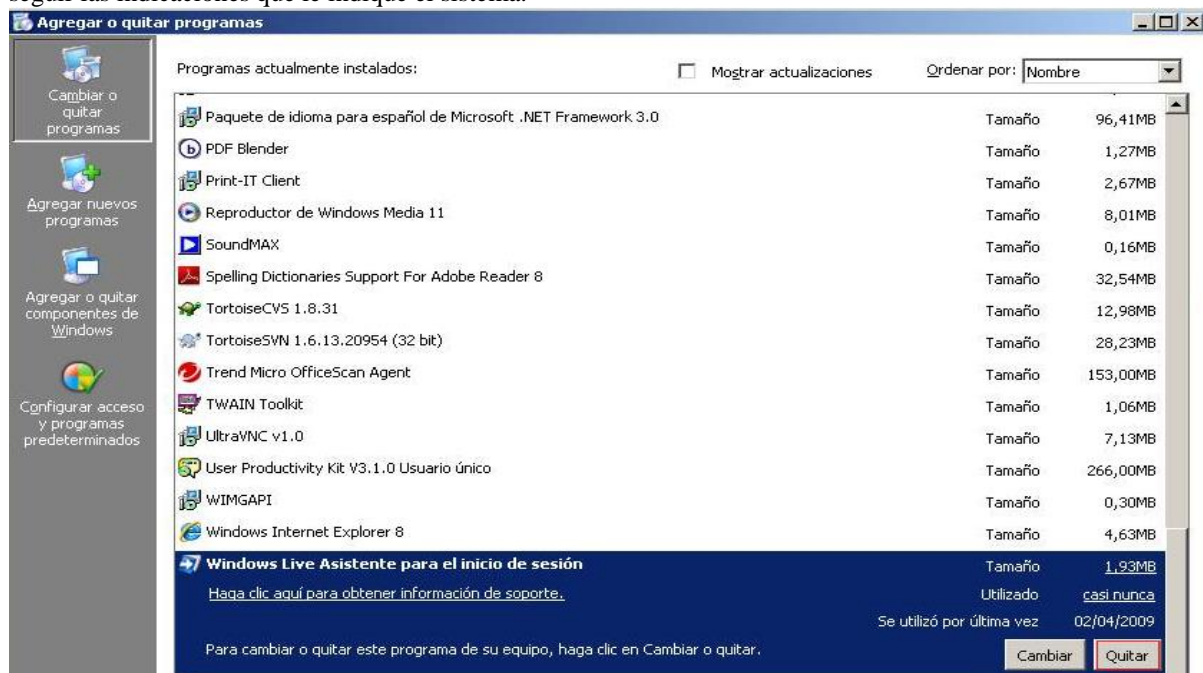 según las indicaciones que le indique el sistema.
Agregar o quitar programas
Cambiar o
quitar
programas
Agregar nuevos
programas
Agregar o quitar
componentes de
Windows
Configurar acceso
y programas
predeterminados
Programas actualmente instalados:
Mostrar actualizaciones
Ordenar por: Nombre
Paquete de idioma para español de Microsoft .NET Framework 3.0 Tamaño 96,41MB
PDF Blender Tamaño 1,27MB
Print-IT Client Tamaño 2,67MB
Reproductor de Windows Media 11 Tamaño 8,01MB
SoundMAX Tamaño 0,16MB
Spelling Dictionaries Support For Adobe Reader 8 Tamaño 32,54MB
TortoiseCVS 1.8.31 Tamaño 12,98MB
TortoiseSVN 1.6.13.20954 (32 bit) Tamaño 28,23MB
Trend Micro OfficeScan Agent Tamaño 153,00MB
TWAIN Toolkit Tamaño 1,06MB
UltraVNC v1.0 Tamaño 7,13MB
User Productivity Kit V3.1.0 Usuario único Tamaño 266,00MB
WIMGAPI Tamaño 0,30MB
Windows Internet Explorer 8 Tamaño 4,63MB
Windows Live Asistente para el inicio de sesión Tamaño 1,93MB
Haga clic aquí para obtener información de soporte. Utilizado casi nunca
Se utilizó por última vez 02/04/2009
Para cambiar o quitar este programa de su equipo, haga clic en Cambiar o quitar. Cambiar Quitar